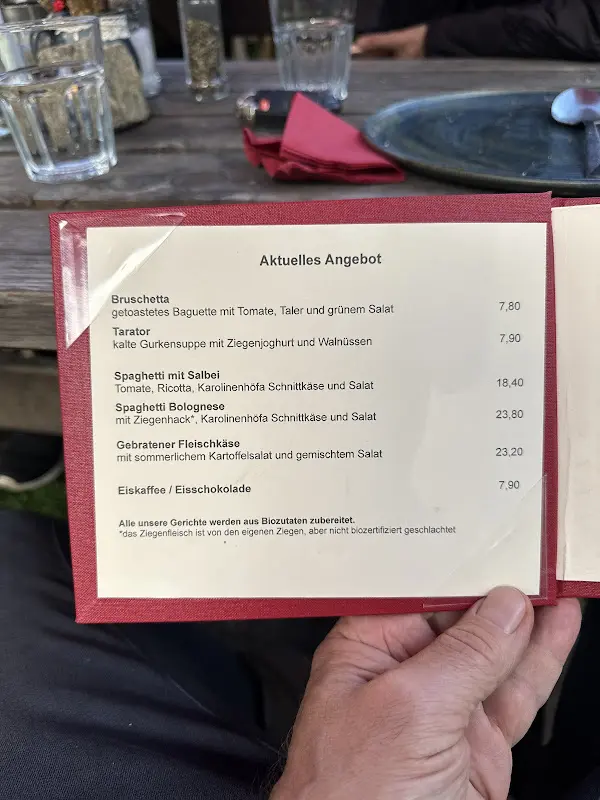 Aktuelles Angebot
Bruschetta
getoastetes Baguette mit Tomate, Taler und grünem Salat 7,80
Tarator
kalte Gurkensuppe mit Ziegenjoghurt und Walnüssen 7,90
Spaghetti mit Salbei
Tomate, Ricotta, Karolinenhöfa Schnittkäse und Salat 18,40
Spaghetti Bolognese
mit Ziegenhack*, Karolinenhöfa Schnittkäse und Salat 23,80
Gebratener Fleischkäse
mit sommerlichem Kartoffelsalat und gemischtem Salat 23,20
Eiskaffee / Eisschokolade 7,90
Alle unsere Gerichte werden aus Biozutaten zubereitet.
*das Ziegenfleisch ist von den eigenen Ziegen, aber nicht biozertifiziert geschlachtet